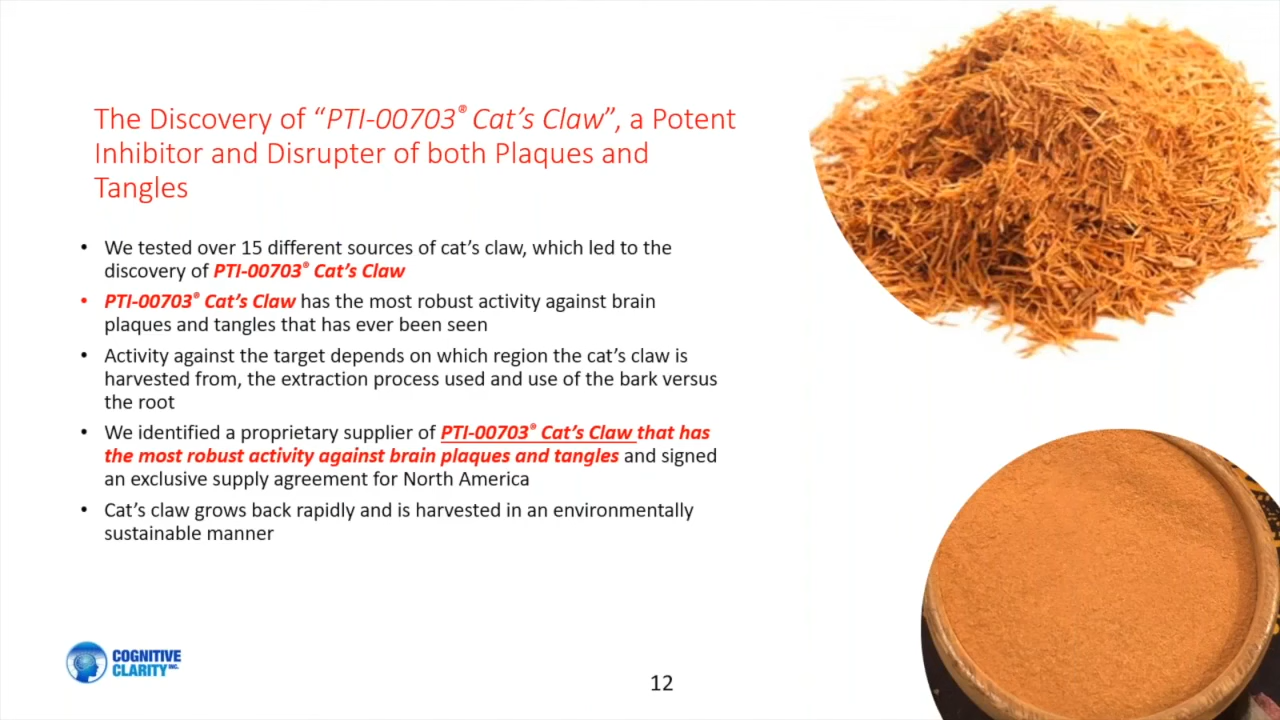 The Discovery of “PTI-00703® Cat’s Claw”, a Potent
Inhibitor and Disrupter of both Plaques and
Tangles
• We tested over 15 different sources of cat’s claw, which led to the
discovery of PTI-00703® Cat’s Claw
• PTI-00703® Cat’s Claw has the most robust activity against brain
plaques and tangles that has ever been seen
• Activity against the target depends on which region the cat’s claw is
harvested from, the extraction process used and use of the bark versus
the root
• We identified a proprietary supplier of PTI-00703® Cat’s Claw that has
the most robust activity against brain plaques and tangles and signed
an exclusive supply agreement for North America
• Cat’s claw grows back rapidly and is harvested in an environmentally
sustainable manner
COGNITIVE
CLARITY INC.
12